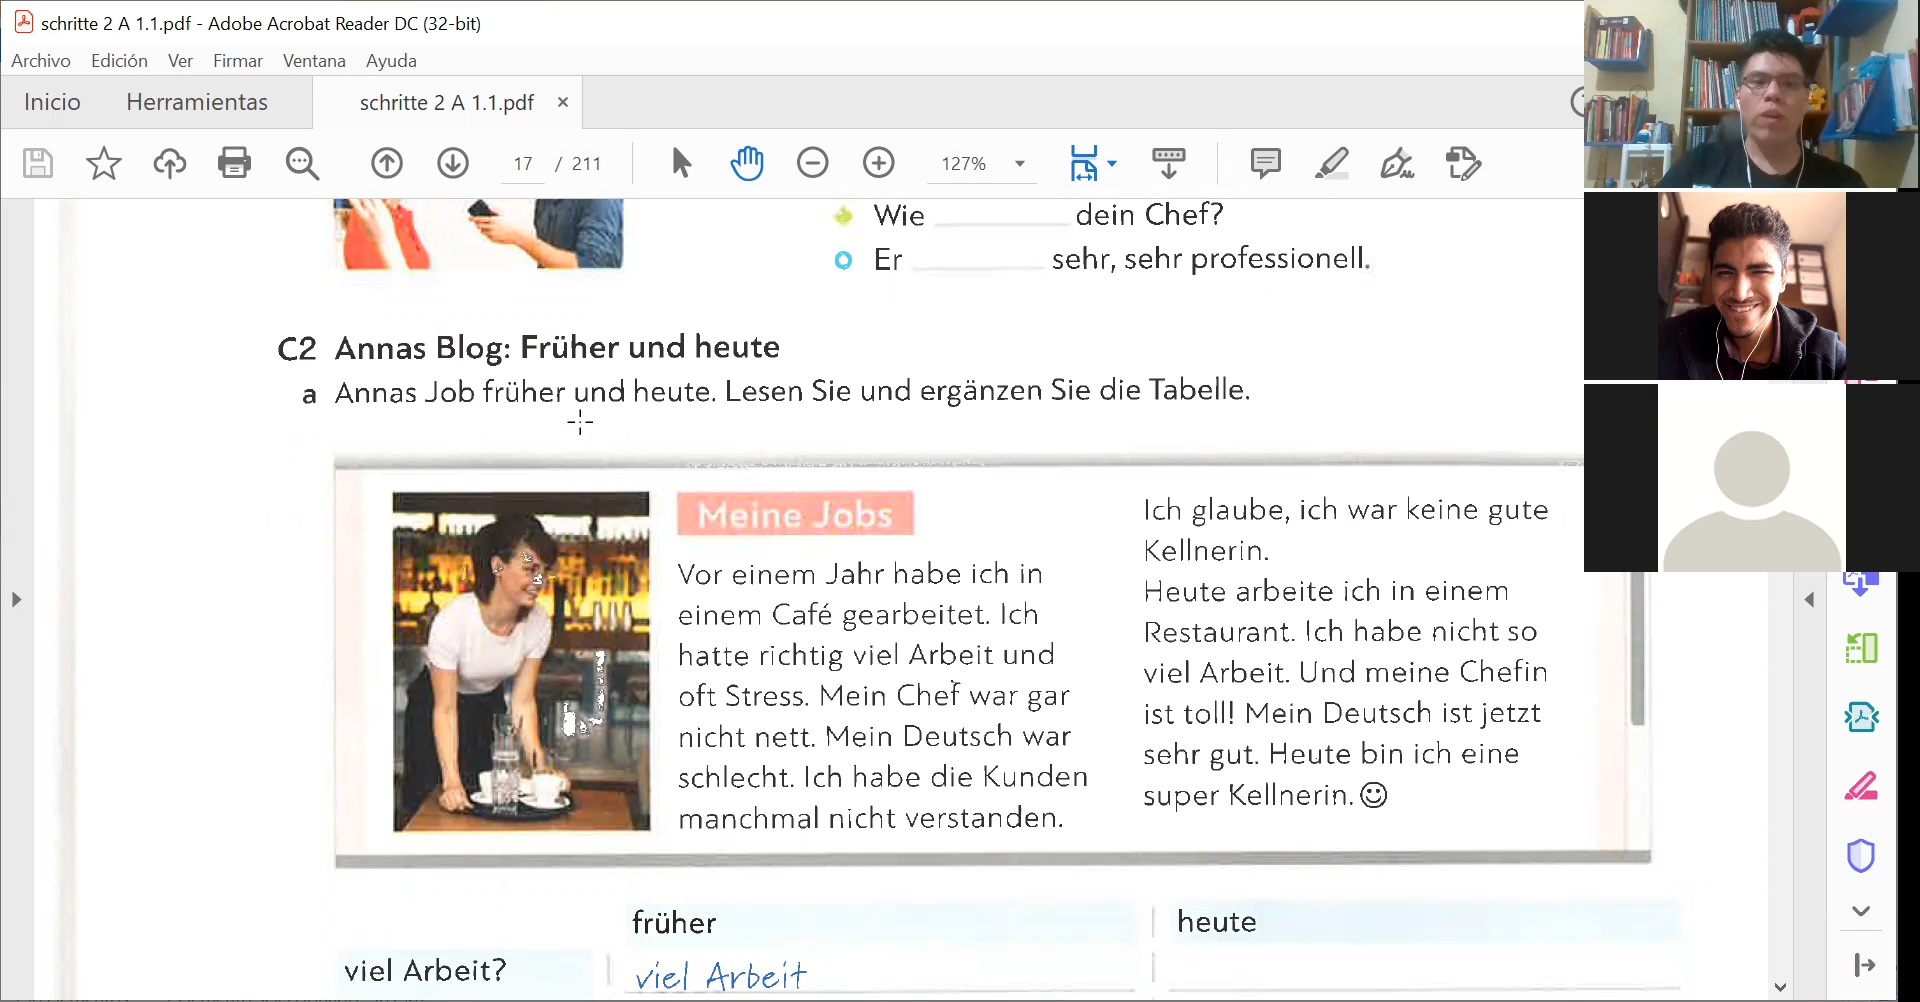 schritte 2 A 1.1.pdf - Adobe Acrobat Reader DC (32-bit)
Archivo Edición Ver Firmar Ventana Ayuda
Inicio Herramientas schritte 2 A 1.1.pdf ×
17 / 211 127%
Wie ________ dein Chef?
Er ________ sehr, sehr professionell.
C2 Annas Blog: Früher und heute
a Annas Job früher und heute. Lesen Sie und ergänzen Sie die Tabelle.
Meine Jobs
Vor einem Jahr habe ich in
einem Café gearbeitet. Ich
hatte richtig viel Arbeit und
oft Stress. Mein Chef war gar
nicht nett. Mein Deutsch war
schlecht. Ich habe die Kunden
manchmal nicht verstanden.
Ich glaube, ich war keine gute
Kellnerin.
Heute arbeite ich in einem
Restaurant. Ich habe nicht so
viel Arbeit. Und meine Chefin
ist toll! Mein Deutsch ist jetzt
sehr gut. Heute bin ich eine
super Kellnerin. ☺
früher heute
viel Arbeit? viel Arbeit